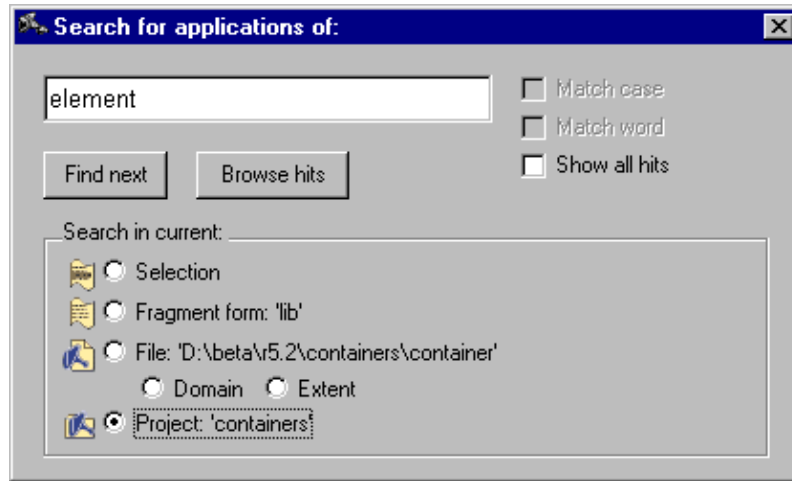 Search for applications of:
element
Match case
Match word
Find next Browse hits Show all hits
Search in current:
Selection
Fragment form: 'lib'
File: 'D:\beta\r5.2\containers\container'
Domain Extent
Project: 'containers'